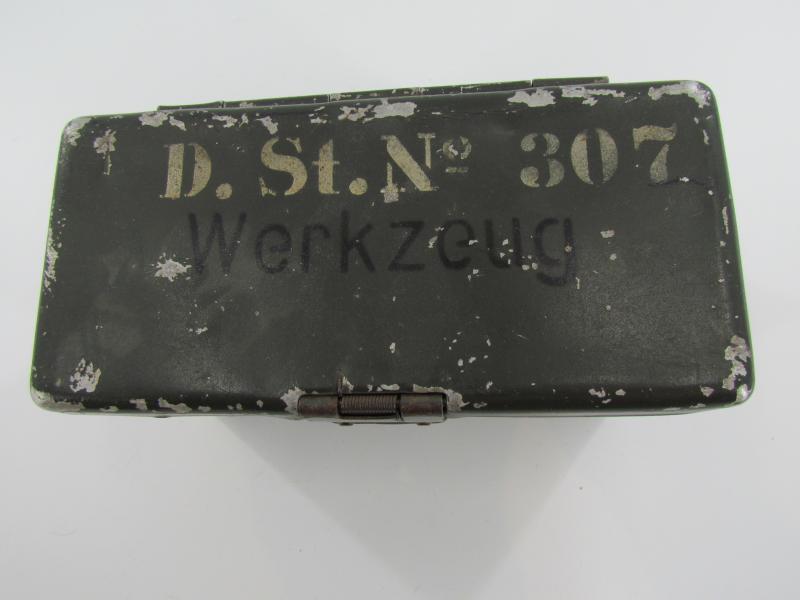 D. St. Nº 307
Werkzeug